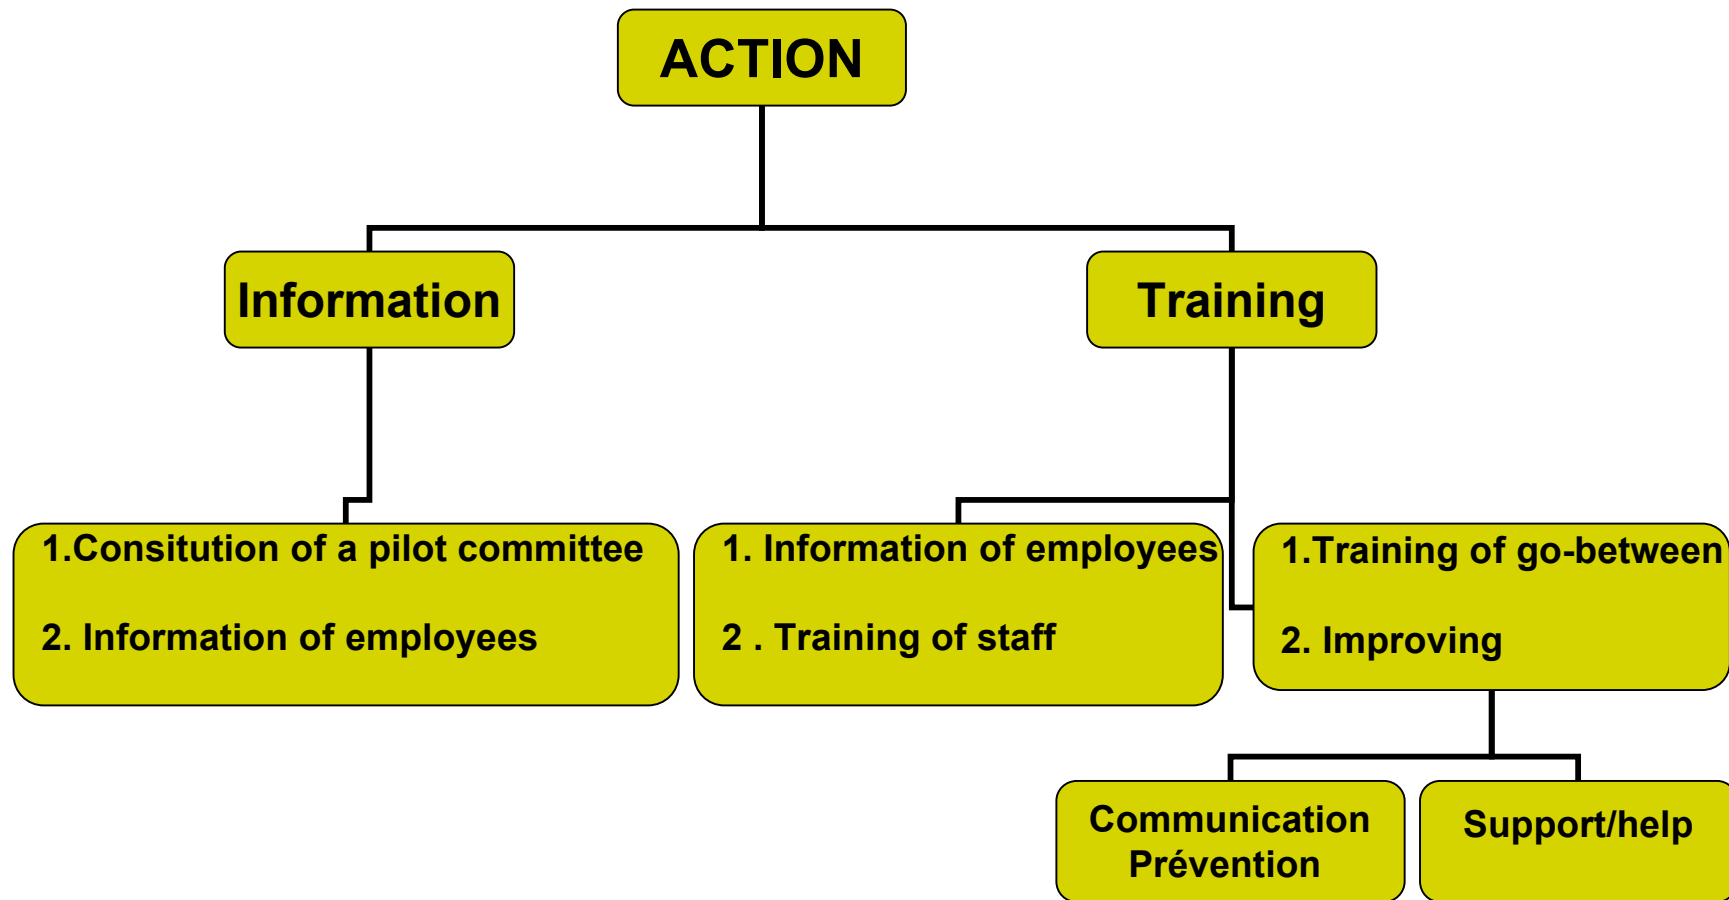 ACTION
Information
Training
1.Consitution of a pilot committee
2. Information of employees
1. Information of employees
2 . Training of staff
1.Training of go-between
2. Improving
Communication
Prévention
Support/help